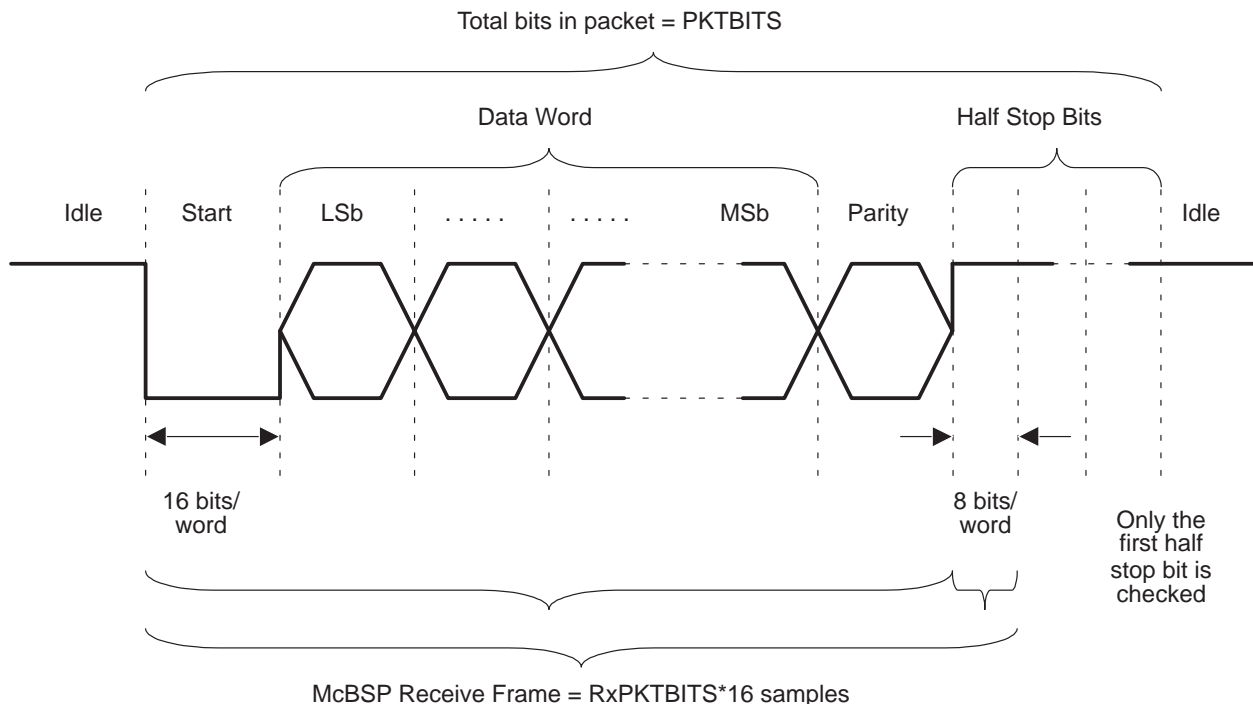 Total bits in packet = PKTBITS
Data Word
Half Stop Bits
Idle
Start
LSb
. . . . .
. . . . .
MSb
Parity
Idle
16 bits/
word
8 bits/
word
Only the
first half
stop bit is
checked
McBSP Receive Frame = RxPKTBITS*16 samples